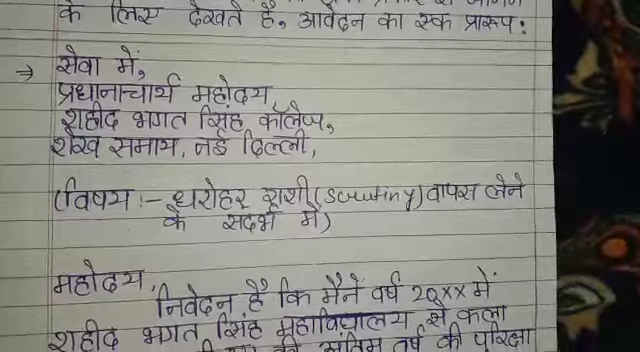 के लिए देखते है, आवेदन का एक प्रारूप:
→ सेवा में,
प्रधानाचार्य महोदय
शहीद भगत सिंह कॉलेज,
शेख समाय, नई दिल्ली,
(विषय :- धरोहर राशी (Scrutiny) वापस लेने
के संदर्भ में)
महोदय,
निवेदन है कि मैनें वर्ष 20xx में
शहीद भगत सिंह महाविद्यालय से कला
की अंतिम वर्ष की परिक्षा